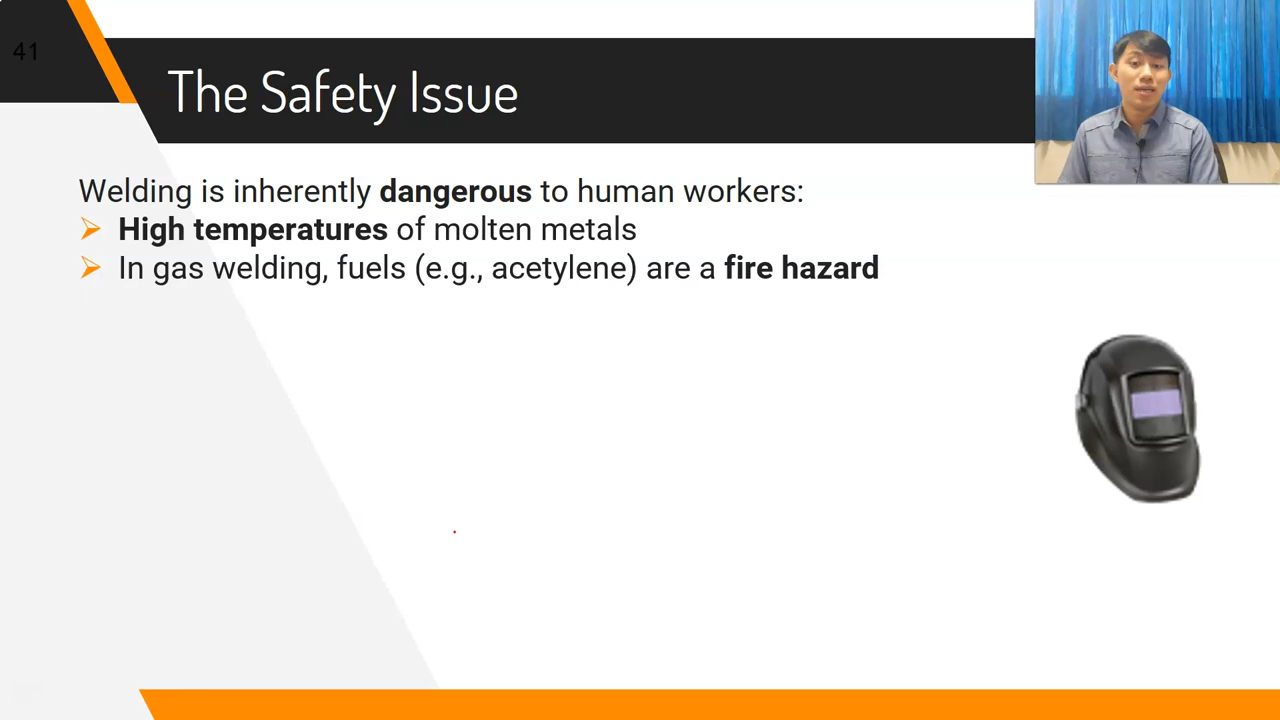 41
The Safety Issue
Welding is inherently dangerous to human workers:
➢ High temperatures of molten metals
➢ In gas welding, fuels (e.g., acetylene) are a fire hazard